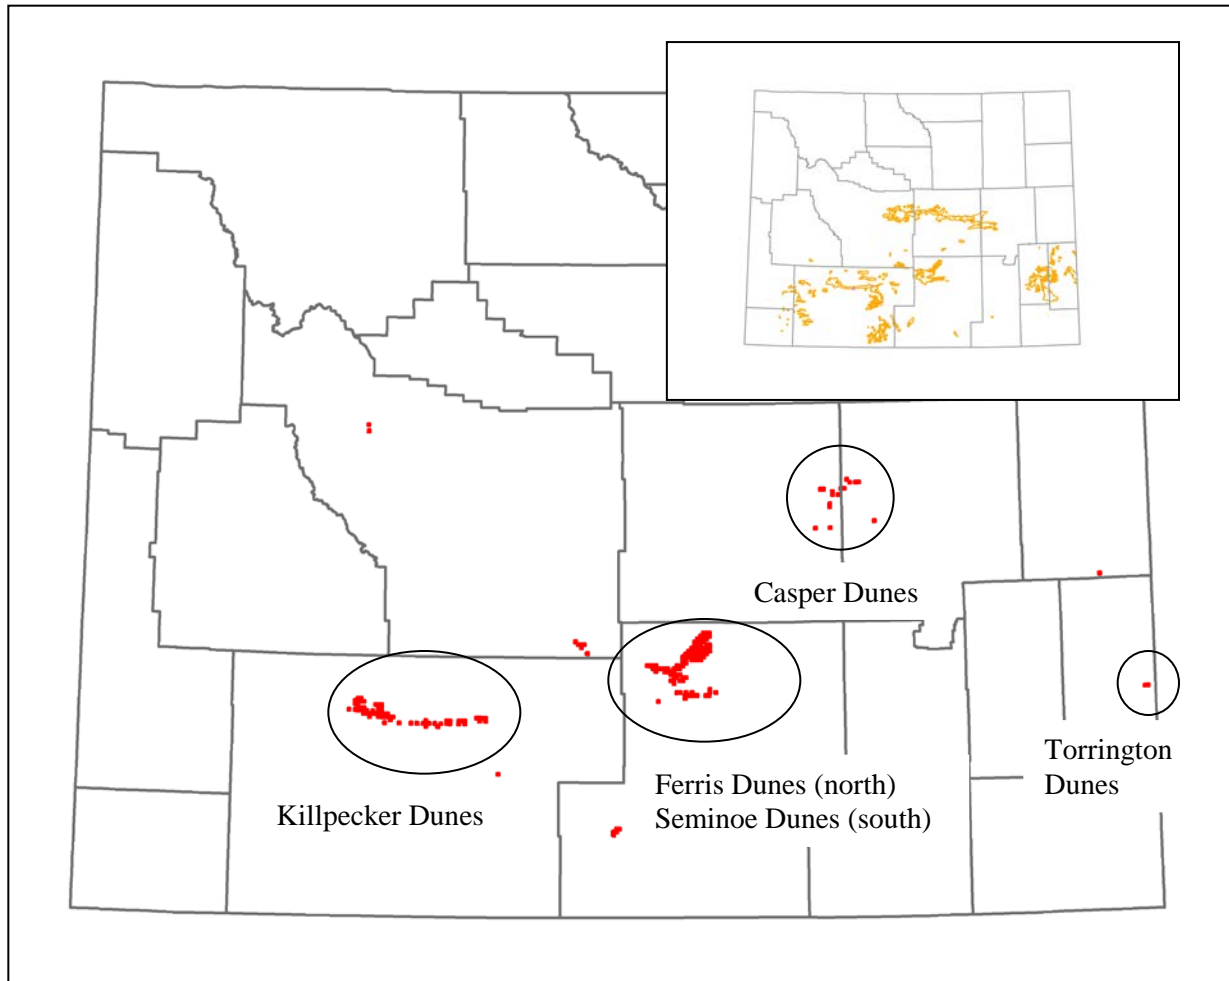 Casper Dunes
Torrington
Dunes
Ferris Dunes (north)
Seminoe Dunes (south)
Killpecker Dunes